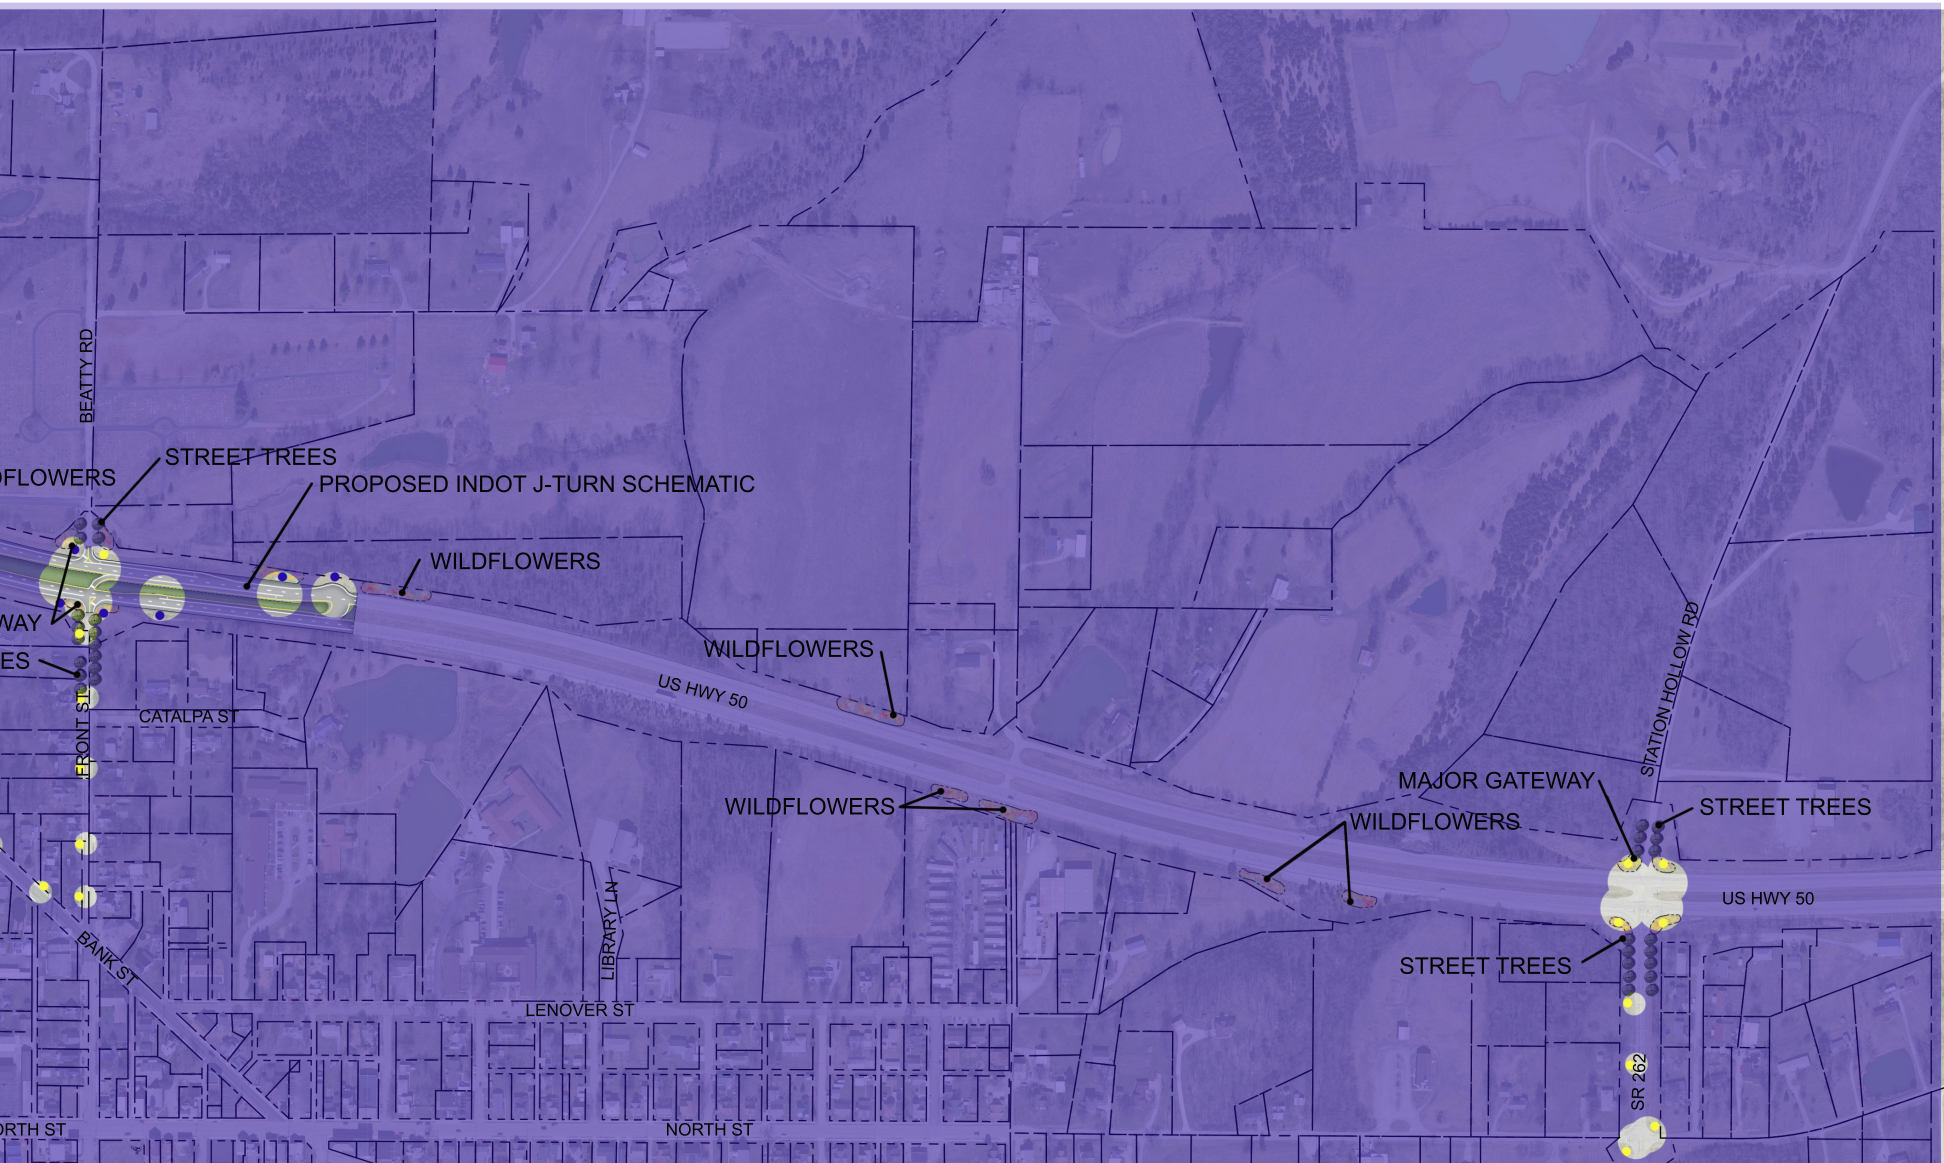 BEATTY RD
STREET TREES
DFLOWERS
PROPOSED INDOT J-TURN SCHEMATIC
WILDFLOWERS
WAY
WILDFLOWERS
ES
US HWY 50
STATION HOLLOW RD
FRONT ST
CATALPA ST
MAJOR GATEWAY
WILDFLOWERS
STREET TREES
WILDFLOWERS
US HWY 50
LIBRARY LN
BANK ST
STREET TREES
LENOVER ST
SR 262
ORTH ST
NORTH ST